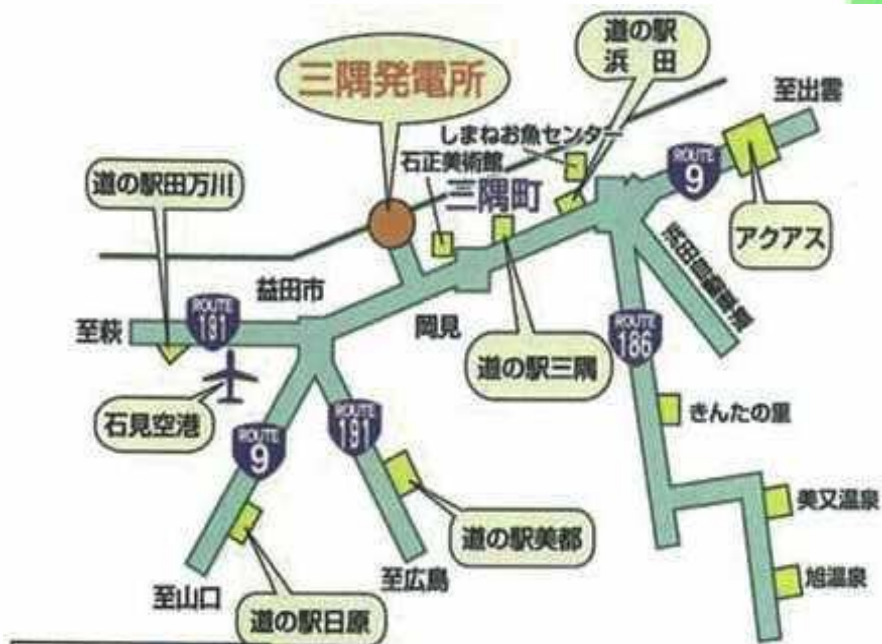 道の駅
浜 田
三隅発電所
至出雲
しまねお魚センター
石正美術館
ROUTE
9
道の駅田万川
三隅町
アクアス
浜田自動車道
益田市
ROUTE
191
至萩
岡見
ROUTE
186
道の駅三隅
石見空港
きんたの里
ROUTE
9
ROUTE
191
美又温泉
道の駅美都
旭温泉
至山口
至広島
道の駅日原